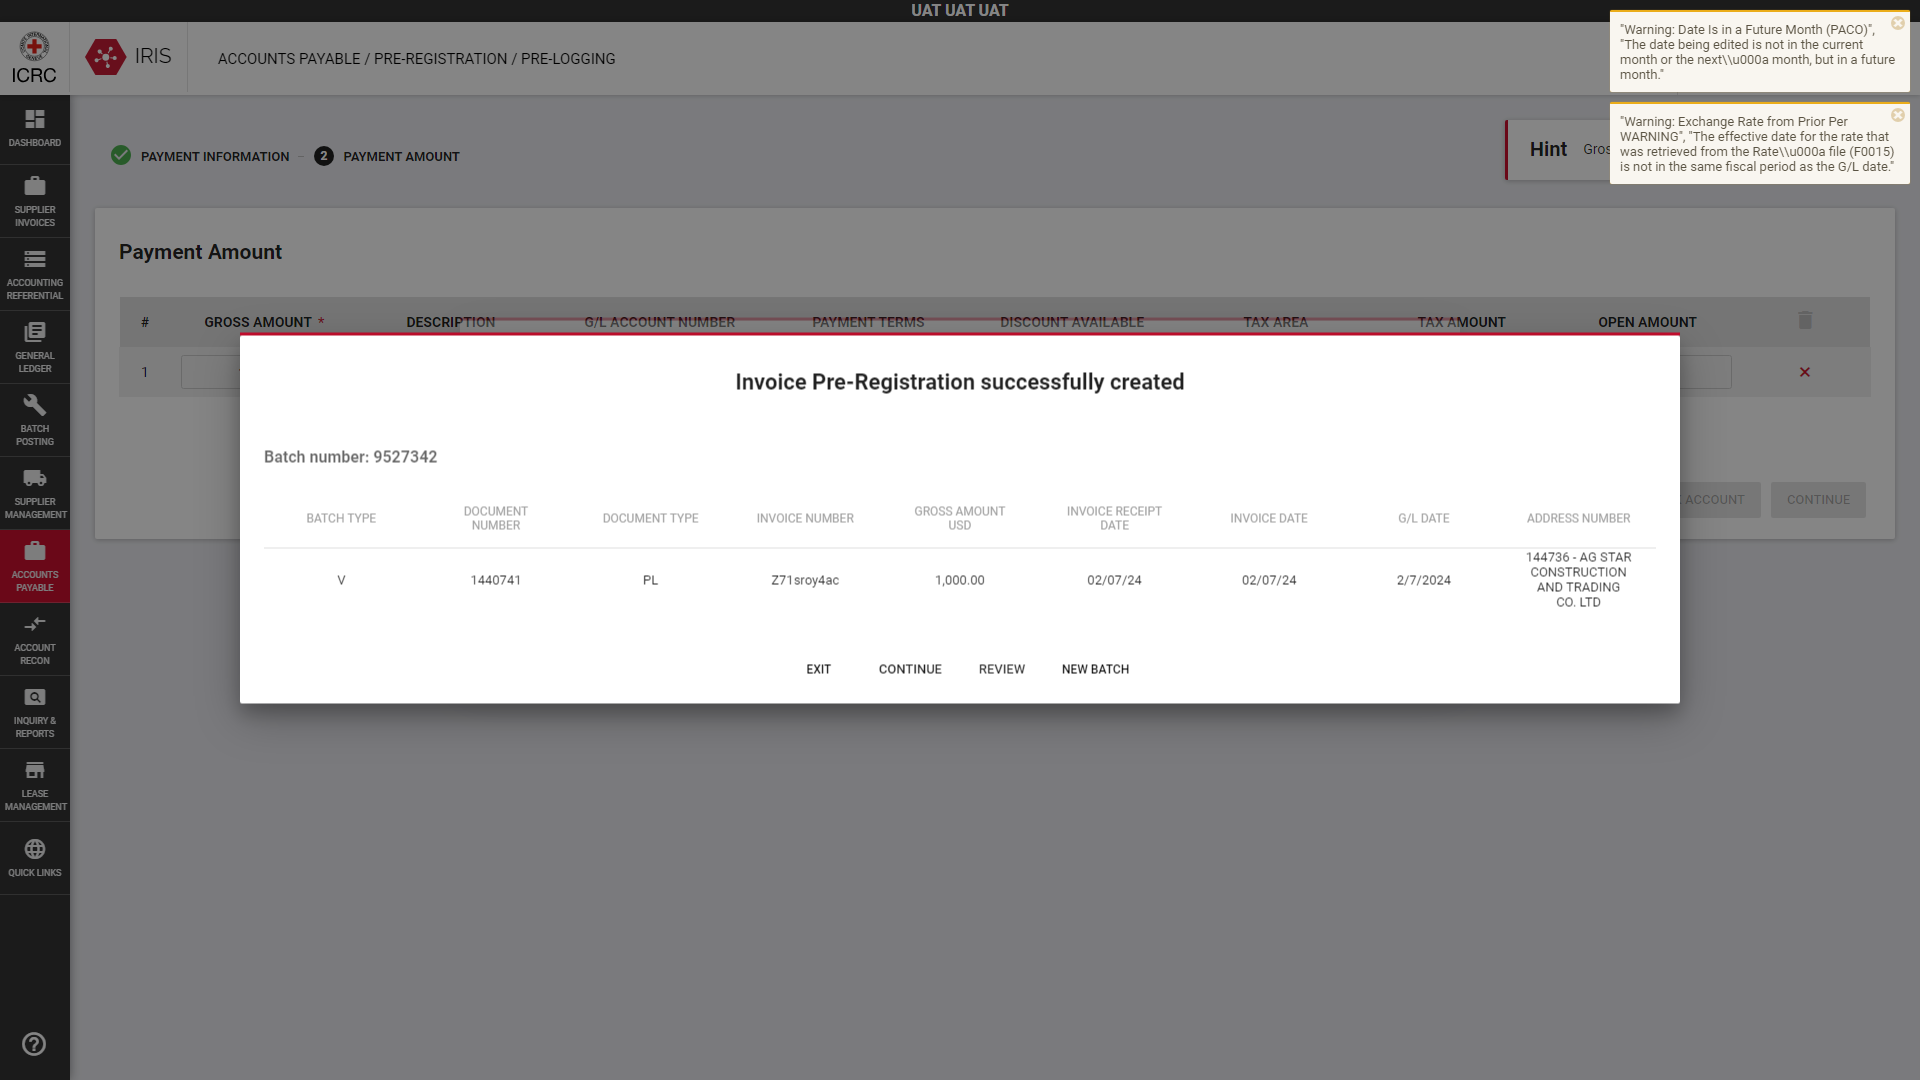 UAT UAT UAT
ICRC
IRIS
ACCOUNTS PAYABLE / PRE-REGISTRATION / PRE-LOGGING
"Warning: Date Is in a Future Month (PACO)",
"The date being edited is not in the current
month or the next\\u000a month, but in a future
month."
"Warning: Exchange Rate from Prior Per
WARNING", "The effective date for the rate that
was retrieved from the Rate\\u000a file (F0015)
is not in the same fiscal period as the G/L date."
Hint
DASHBOARD
SUPPLIER
INVOICES
ACCOUNTING
REFERENTIAL
GENERAL
LEDGER
BATCH
POSTING
SUPPLIER
MANAGEMENT
ACCOUNTS
PAYABLE
ACCOUNT
RECON
INQUIRY &
REPORTS
LEASE
MANAGEMENT
QUICK LINKS
PAYMENT INFORMATION
2 PAYMENT AMOUNT
Payment Amount
# GROSS AMOUNT * DESCRIPTION G/L ACCOUNT NUMBER PAYMENT TERMS DISCOUNT AVAILABLE TAX AREA TAX AMOUNT OPEN AMOUNT
1
ACCOUNT CONTINUE
Invoice Pre-Registration successfully created
Batch number: 9527342
BATCH TYPE DOCUMENT NUMBER DOCUMENT TYPE INVOICE NUMBER GROSS AMOUNT USD INVOICE RECEIPT DATE INVOICE DATE G/L DATE ADDRESS NUMBER
V 1440741 PL Z71sroy4ac 1,000.00 02/07/24 02/07/24 2/7/2024 144736 - AG STAR
CONSTRUCTION
AND TRADING
CO. LTD
EXIT CONTINUE REVIEW NEW BATCH